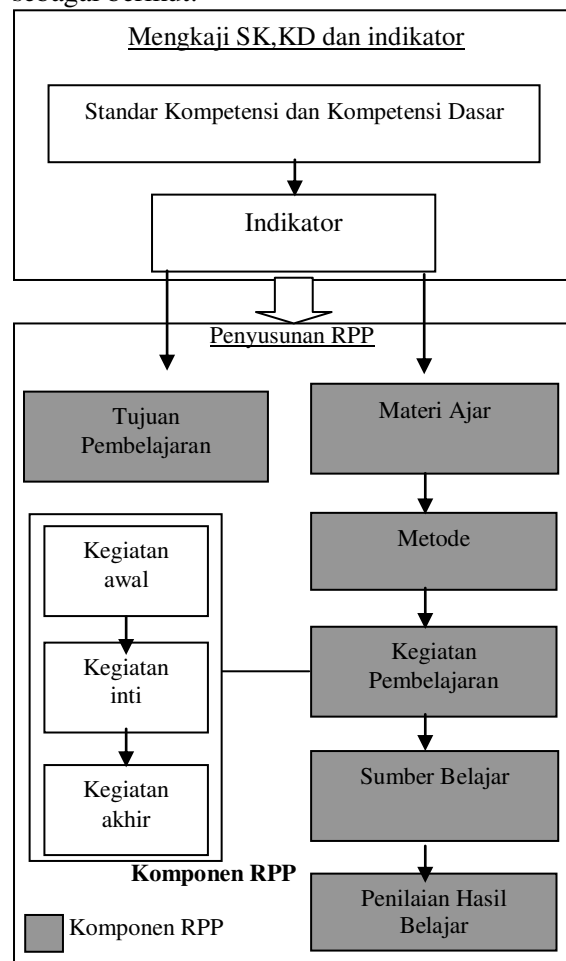 sebagai berikut:
Mengkaji SK,KD dan indikator
Standar Kompetensi dan Kompetensi Dasar
Indikator
Penyusunan RPP
Tujuan
Pembelajaran
Materi Ajar
Metode
Kegiatan
awal
Kegiatan
inti
Kegiatan
akhir
Kegiatan
Pembelajaran
Sumber Belajar
Komponen RPP
Penilaian Hasil
Belajar
Komponen RPP